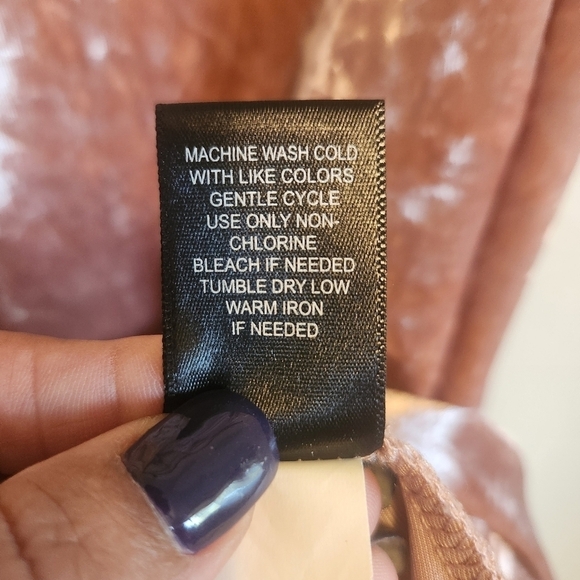 MACHINE WASH COLD
WITH LIKE COLORS
GENTLE CYCLE
USE ONLY NON-
CHLORINE
BLEACH IF NEEDED
TUMBLE DRY LOW
WARM IRON
IF NEEDED